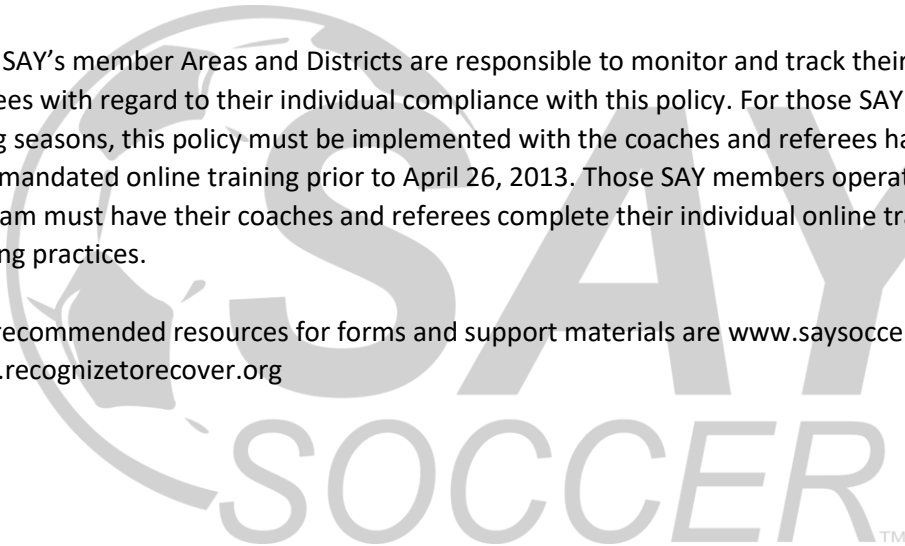 SAY’s member Areas and Districts are responsible to monitor and track their
ees with regard to their individual compliance with this policy. For those SAY
g seasons, this policy must be implemented with the coaches and referees ha
mandated online training prior to April 26, 2013. Those SAY members operat
am must have their coaches and referees complete their individual online tra
ng practices.
recommended resources for forms and support materials are www.saysocce
.recognizetorecover.org
SAY
SOCCER
TM